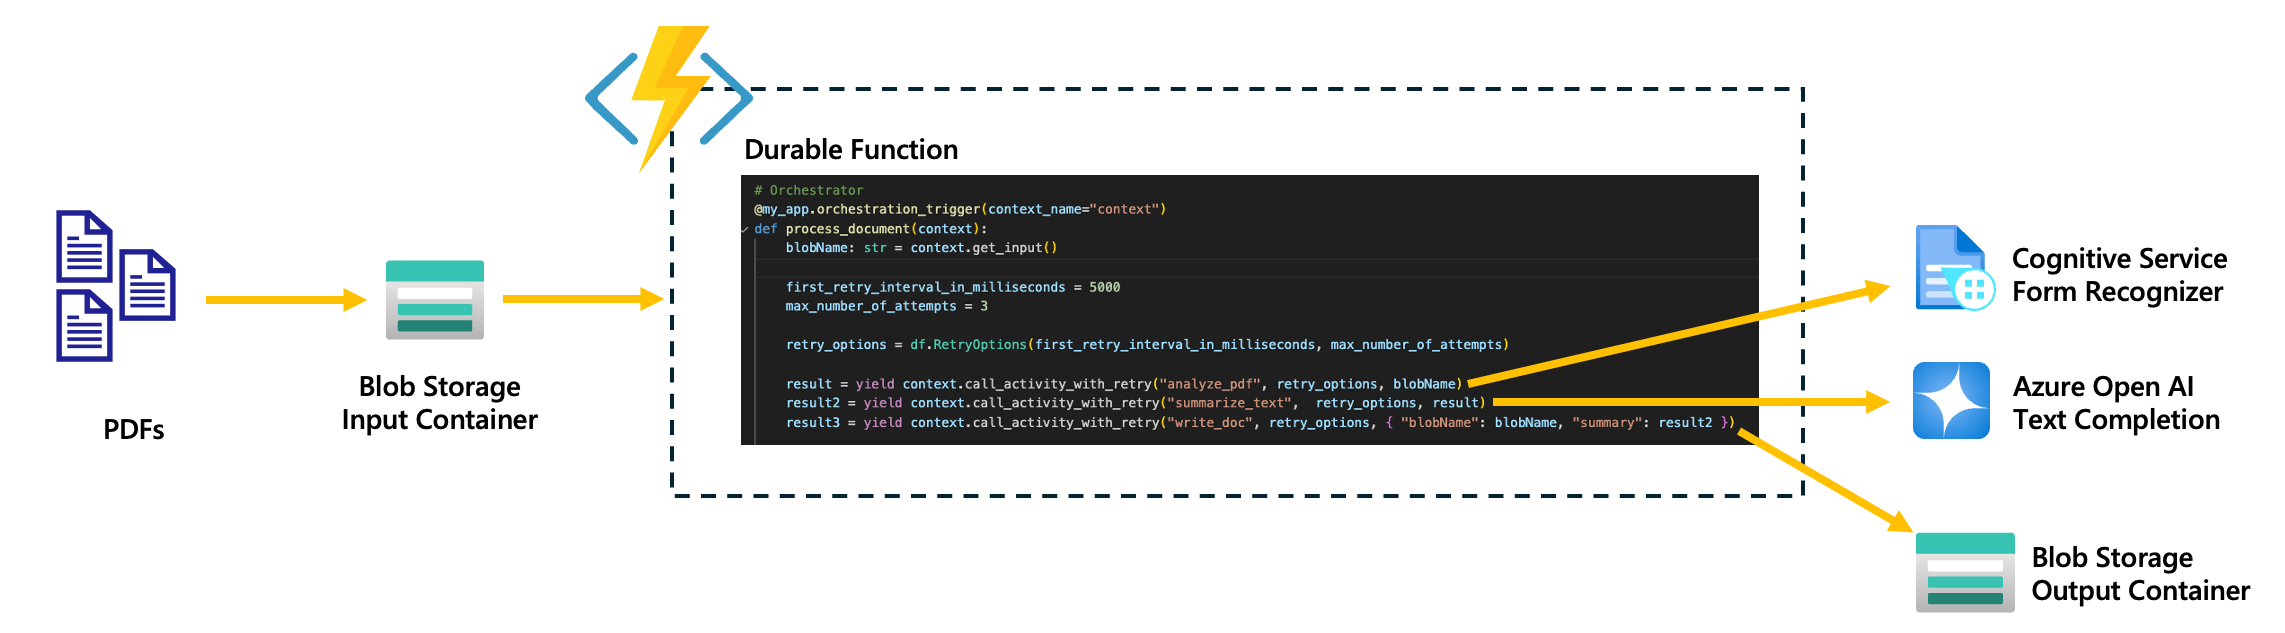 PDFs
Blob Storage
Input Container
Durable Function
# Orchestrator
@my_app.orchestration_trigger(context_name="context")
def process_document(context):
    blobName: str = context.get_input()
    first_retry_interval_in_milliseconds = 5000
    max_number_of_attempts = 3
    retry_options = df.RetryOptions(first_retry_interval_in_milliseconds, max_number_of_attempts)
    result = yield context.call_activity_with_retry("analyze_pdf", retry_options, blobName)
    result2 = yield context.call_activity_with_retry("summarize_text",  retry_options, result)
    result3 = yield context.call_activity_with_retry("write_doc", retry_options, { "blobName": blobName, "summary": result2 })
Cognitive Service
Form Recognizer
Azure Open AI
Text Completion
Blob Storage
Output Container